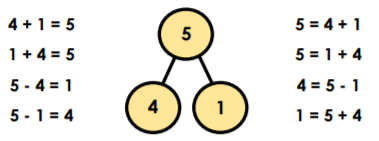 4 + 1 = 5
1 + 4 = 5
5 - 4 = 1
5 - 1 = 4
5
4
1
5 = 4 + 1
5 = 1 + 4
4 = 5 - 1
1 = 5 + 4